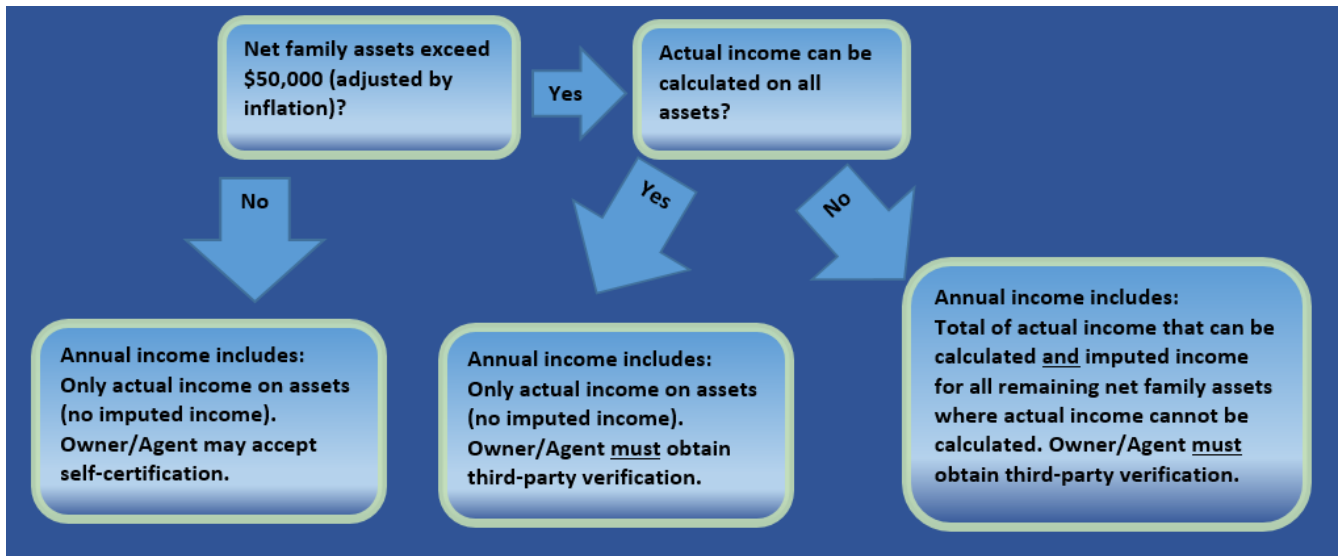 Net family assets exceed
$50,000 (adjusted by
inflation)?
Yes
Actual income can be
calculated on all
assets?
No
Yes
No
Annual income includes:
Only actual income on assets
(no imputed income).
Owner/Agent may accept
self-certification.
Annual income includes:
Only actual income on assets
(no imputed income).
Owner/Agent must obtain
third-party verification.
Annual income includes:
Total of actual income that can be
calculated and imputed income
for all remaining net family assets
where actual income cannot be
calculated. Owner/Agent must
obtain third-party verification.